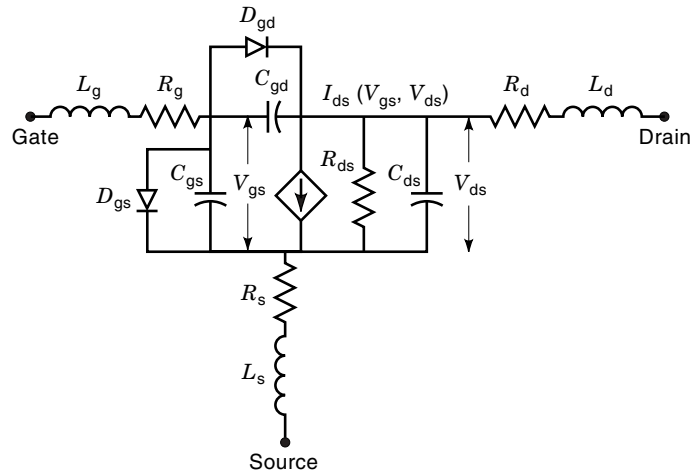 D_gd
L_g
R_g
C_gd
I_ds (V_gs, V_ds)
R_d
L_d
Gate
Drain
D_gs
C_gs
V_gs
R_ds
C_ds
V_ds
R_s
L_s
Source